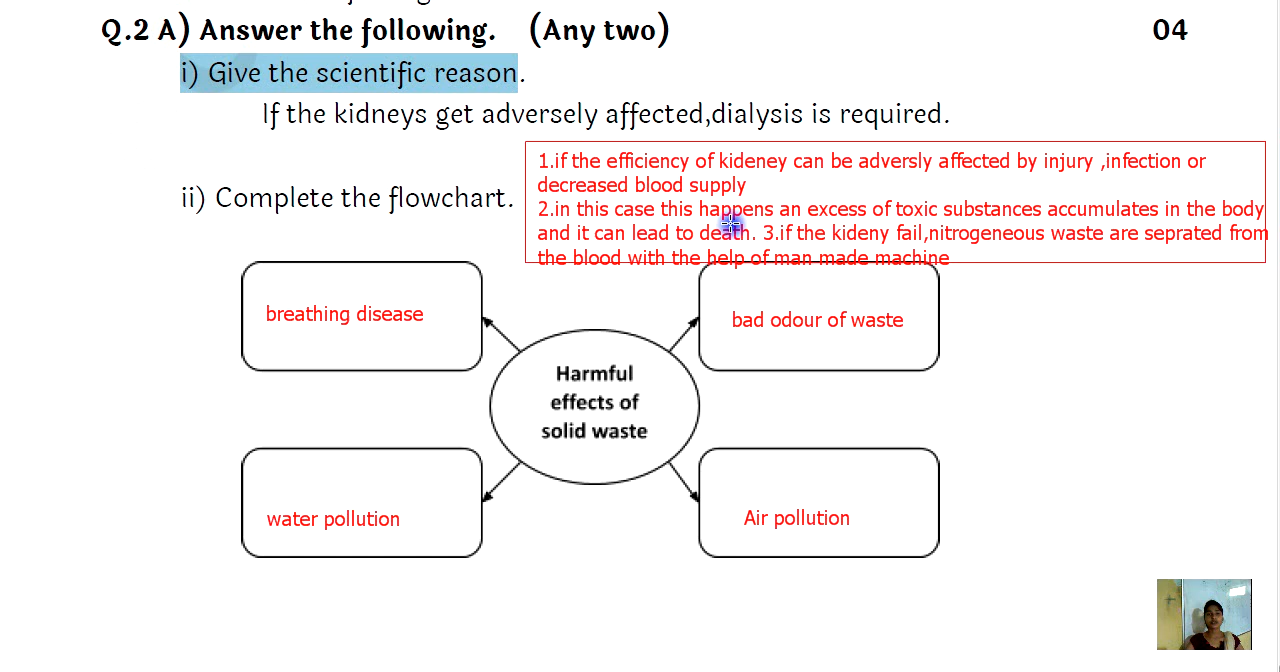 Q.2 A) Answer the following. (Any two) 04
i) Give the scientific reason.
If the kidneys get adversely affected,dialysis is required.
1.if the efficiency of kideney can be adversly affected by injury ,infection or
decreased blood supply
ii) Complete the flowchart.
2.in this case this happens an excess of toxic substances accumulates in the body
and it can lead to death. 3.if the kideny fail,nitrogeneous waste are seprated from
the blood with the help of man made machine
breathing disease
bad odour of waste
Harmful
effects of
solid waste
water pollution
Air pollution